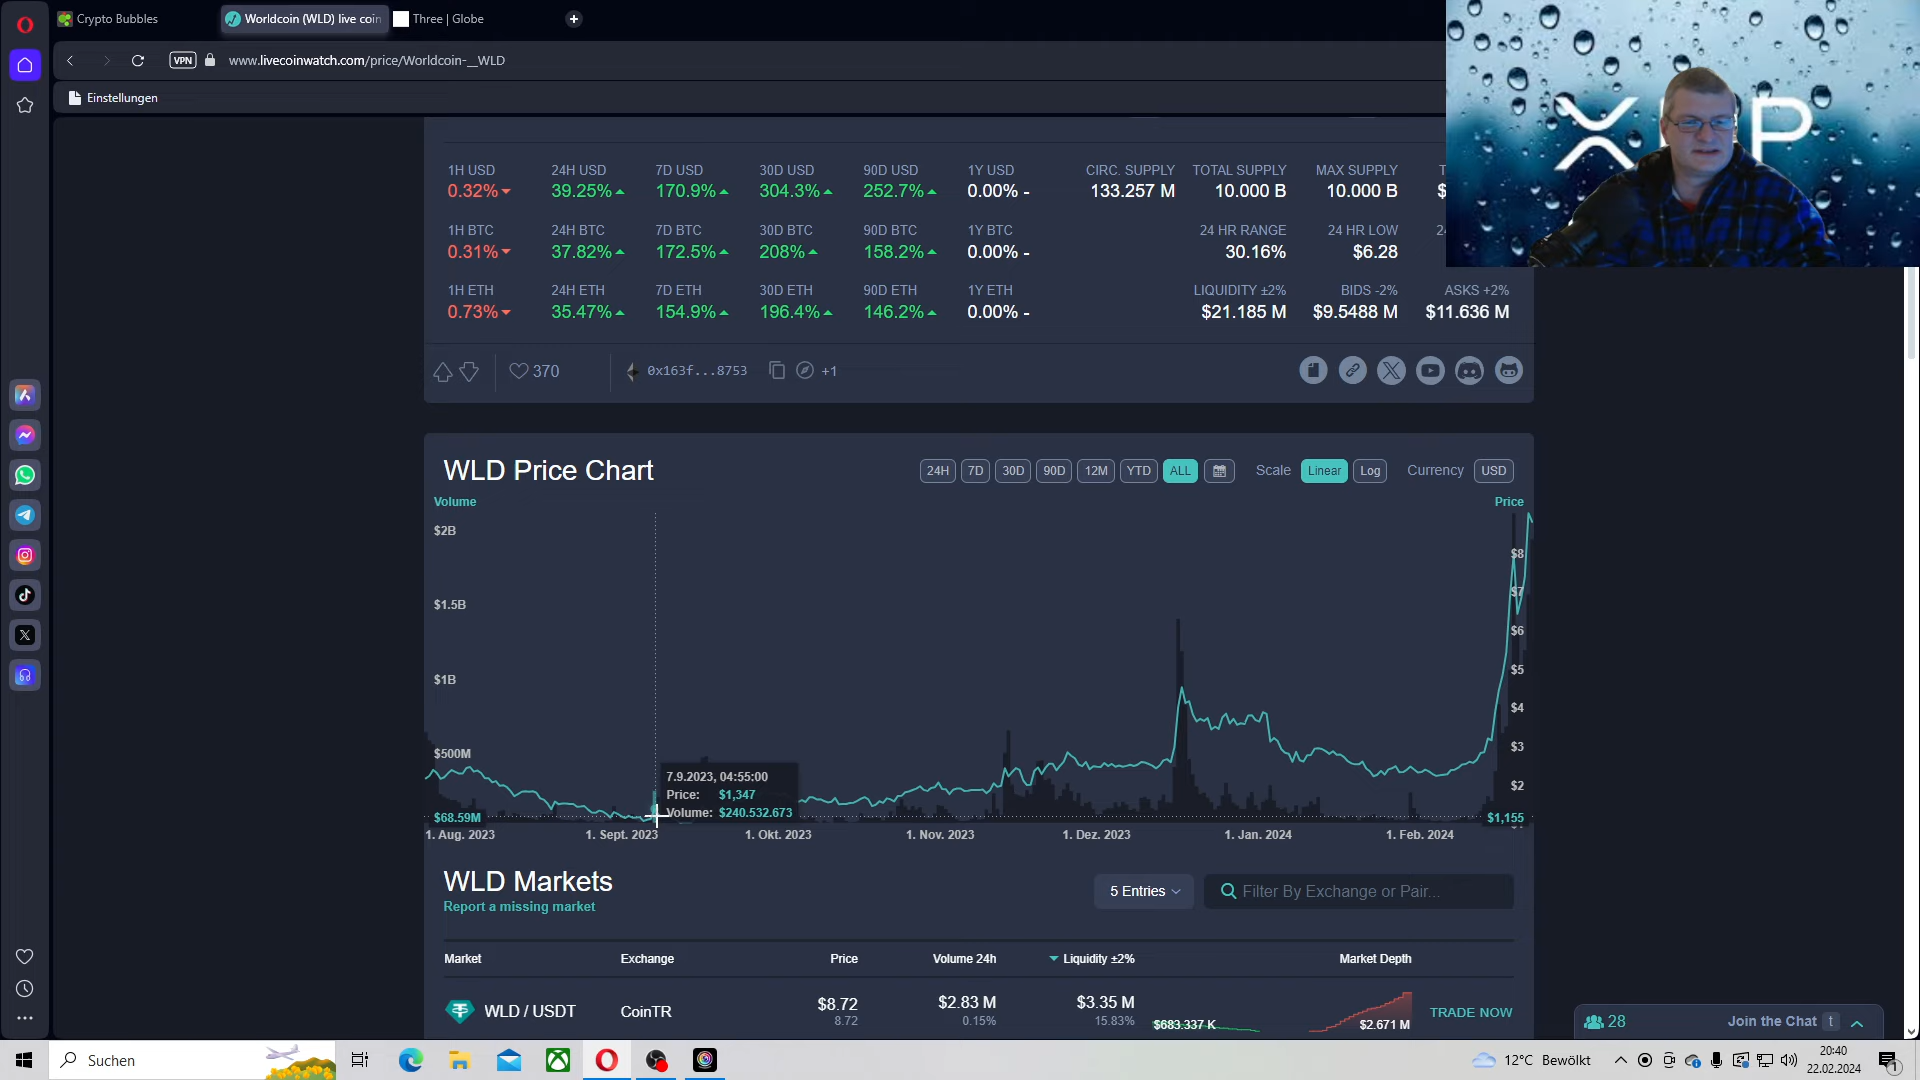 Crypto Bubbles
Worldcoin (WLD) live coin
Three | Globe
VPN
www.livecoinwatch.com/price/Worldcoin-__WLD
Einstellungen
XRP
1H USD 24H USD 7D USD 30D USD 90D USD 1Y USD CIRC. SUPPLY TOTAL SUPPLY MAX SUPPLY
0.32% 39.25% 170.9% 304.3% 252.7% 0.00% - 133.257 M 10.000 B 10.000 B $
1H BTC 24H BTC 7D BTC 30D BTC 90D BTC 1Y BTC 24 HR RANGE 24 HR LOW
0.31% 37.82% 172.5% 208% 158.2% 0.00% - 30.16% $6.28
1H ETH 24H ETH 7D ETH 30D ETH 90D ETH 1Y ETH LIQUIDITY ±2% BIDS -2% ASKS +2%
0.73% 35.47% 154.9% 196.4% 146.2% 0.00% - $21.185 M $9.5488 M $11.636 M
370 0x163f...8753 +1
WLD Price Chart 24H 7D 30D 90D 12M YTD ALL Scale Linear Log Currency USD
Volume Price
$2B
$8
$7
$1.5B
$6
$5
$1B
$4
$3
$500M
7.9.2023, 04:55:00
$2
Price: $1,347
Volume: $240.532.673
$68.59M $1,155
1. Aug. 2023 1. Sept. 2023 1. Okt. 2023 1. Nov. 2023 1. Dez. 2023 1. Jan. 2024 1. Feb. 2024
WLD Markets
5 Entries Filter By Exchange or Pair...
Report a missing market
Market Exchange Price Volume 24h Liquidity ±2% Market Depth
WLD / USDT CoinTR $8.72 $2.83 M $3.35 M TRADE NOW
8.72 0.15% 15.83% $683.337 K $2.671 M
28 Join the Chat t
Suchen
12°C Bewölkt
20:40
22.02.2024
1